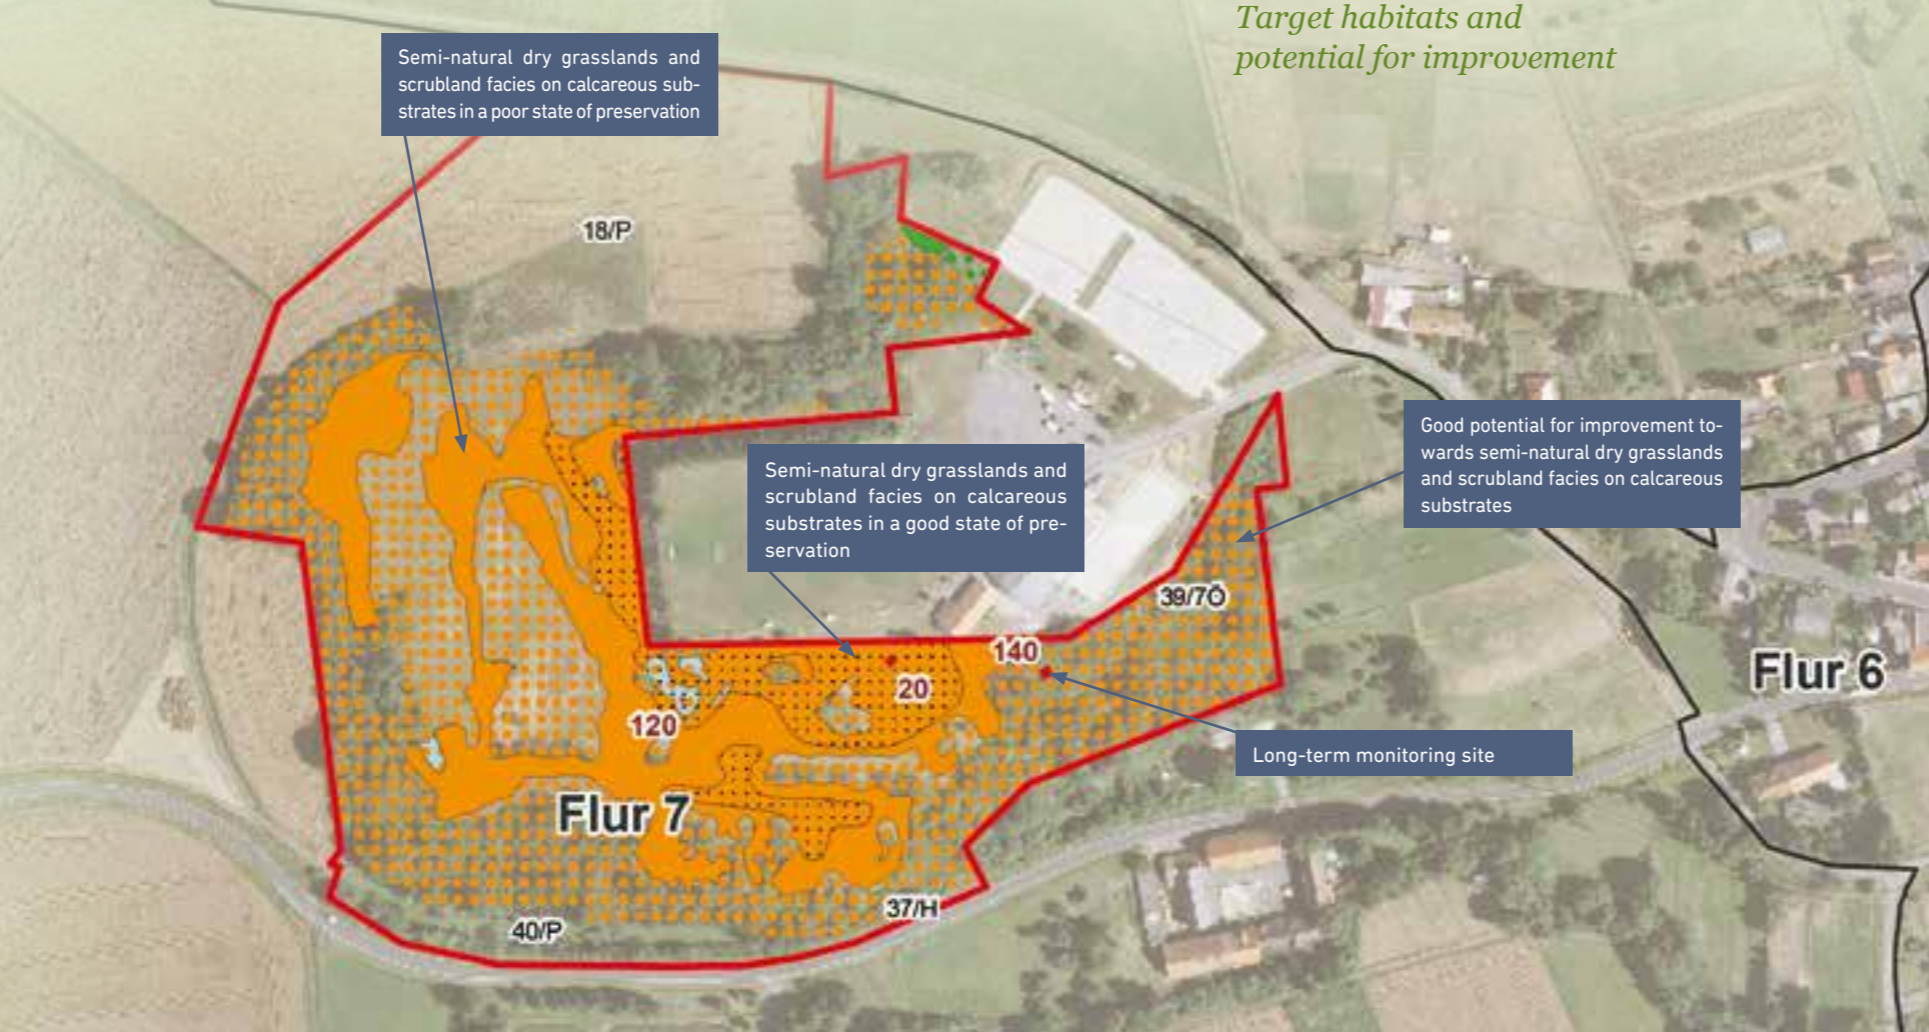 Target habitats and
potential for improvement
Semi-natural dry grasslands and
scrubland facies on calcareous sub-
strates in a poor state of preservation
18/P
Good potential for improvement to-
wards semi-natural dry grasslands
and scrubland facies on calcareous
substrates
Semi-natural dry grasslands and
scrubland facies on calcareous
substrates in a good state of pre-
servation
39/7Ö
140
20
120
Flur 6
Long-term monitoring site
Flur 7
37/H
40/P